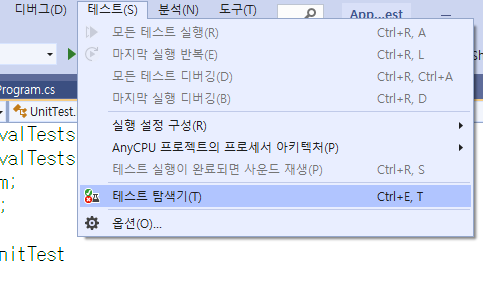 디버그(D) 테스트(S) 분석(N) 도구(T) App...est
모든 테스트 실행(R) Ctrl+R, A
마지막 실행 반복(E) Ctrl+R, L
모든 테스트 디버깅(D) Ctrl+R, Ctrl+A
마지막 실행 디버깅(B) Ctrl+R, D
실행 설정 구성(R)
AnyCPU 프로젝트의 프로세서 아키텍처(P)
테스트 실행이 완료되면 사운드 재생(P) Ctrl+R, S
테스트 탐색기(T) Ctrl+E, T
옵션(O)...
Program.cs
UnitTest.
valTests
valTests
m;
;
nitTest
Sh